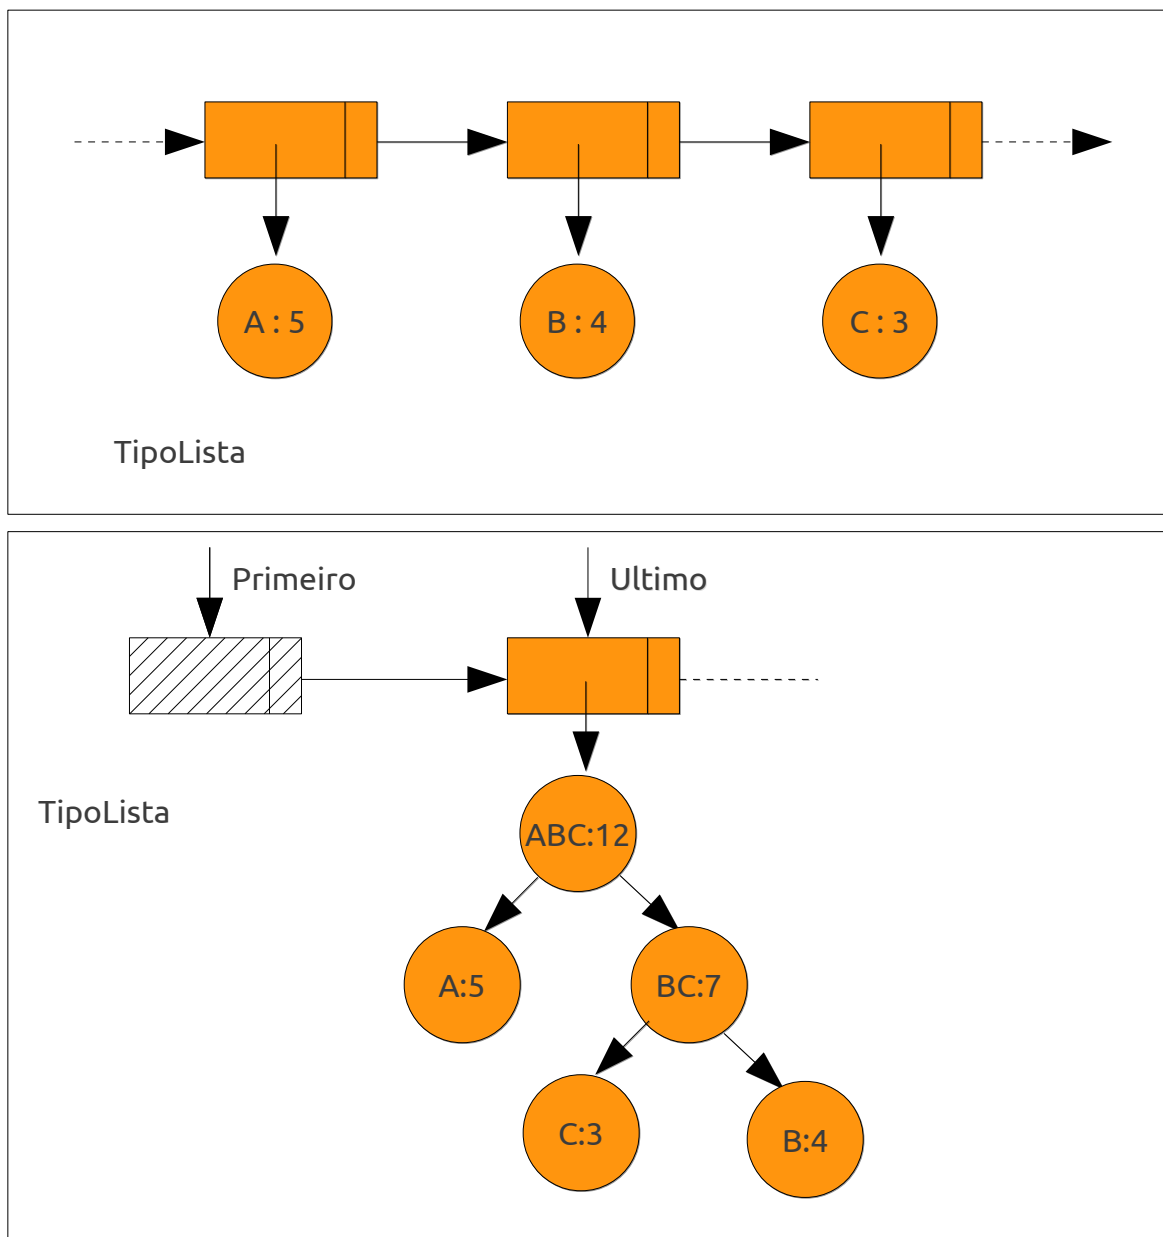 A : 5
B : 4
C : 3
TipoLista
Primeiro
Ultimo
TipoLista
ABC:12
A:5
BC:7
C:3
B:4